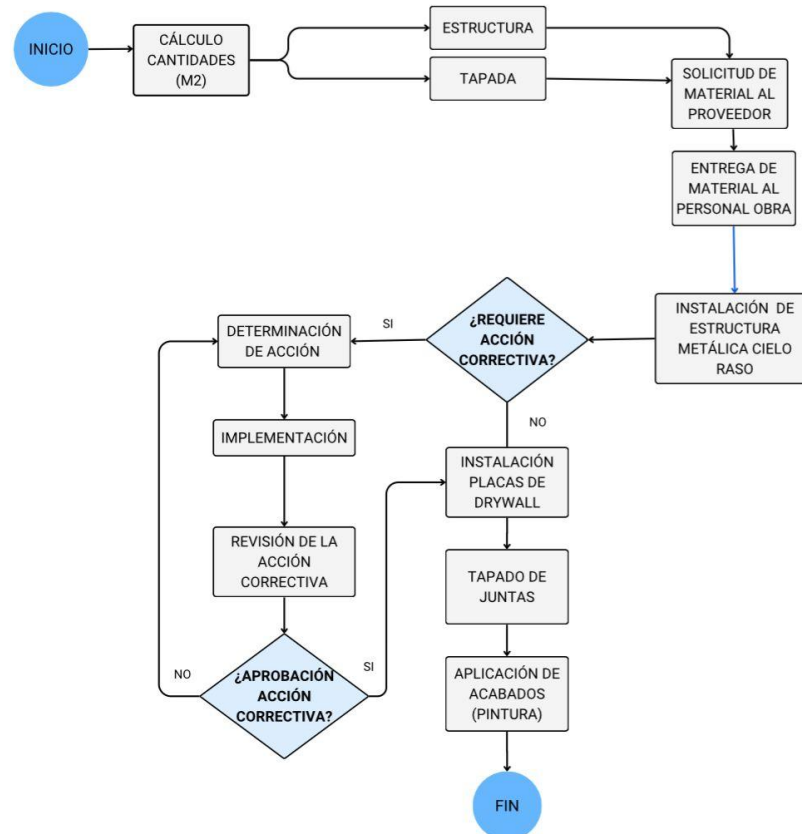 INICIO
CÁLCULO
CANTIDADES
(M2)
ESTRUCTURA
TAPADA
SOLICITUD DE
MATERIAL AL
PROVEEDOR
ENTREGA DE
MATERIAL AL
PERSONAL OBRA
INSTALACIÓN DE
ESTRUCTURA
METÁLICA CIELO
RASO
¿REQUIERE
ACCIÓN
CORRECTIVA?
SI
DETERMINACIÓN
DE ACCIÓN
IMPLEMENTACIÓN
REVISIÓN DE LA
ACCIÓN
CORRECTIVA
¿APROBACIÓN
ACCIÓN
CORRECTIVA?
NO
SI
NO
INSTALACIÓN
PLACAS DE
DRYWALL
TAPADO DE
JUNTAS
APLICACIÓN DE
ACABADOS
(PINTURA)
FIN